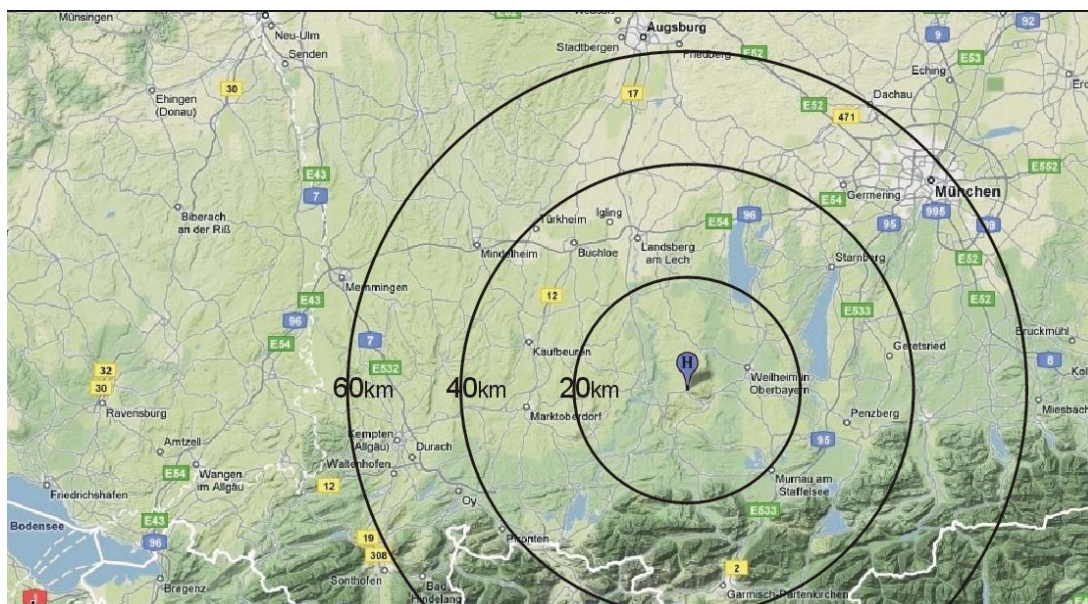 Münsingen
Neu-Ulm
Senden
Augsburg
Stadtbergen
Friedberg
E52
92
9
E52
E53
Eching
30
Ehingen
(Donau)
17
Dachau
E52
471
E43
7
E552
Germering
München
Biberach
an der Riß
Türkheim
Igling
E54
96
E54
95
995
99
Mindelheim
Buchloe
Landsberg
am Lech
Starnberg
E52
Memmingen
E43
12
E52
96
E54
7
E533
Bruckmühl
Kaufbeuren
H
Geretsried
8
32
30
E532
60km
40km
20km
Weilheim in
Oberbayern
Ravensburg
Marktoberdorf
Penzberg
Miesbach
Amtzell
Kempten
(Allgäu)
Durach
95
E54
Wangen
im Allgäu
Waltenhofen
Murnau am
Staffelsee
Friedrichshafen
12
Oy
E533
Bodensee
E43
96
19
308
Pfronten
2
Sonthofen
Bad
Hindelang
Bregenz
Garmisch-Partenkirchen